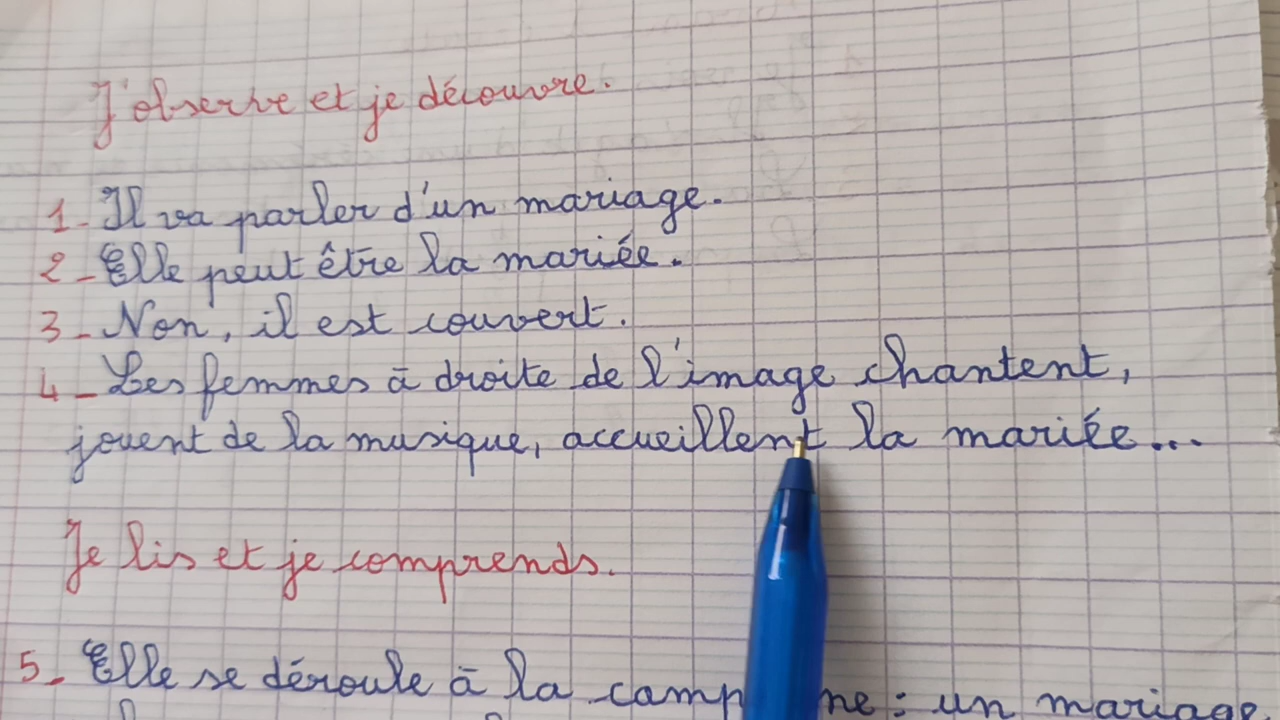 J'observe et je découvre.
1- Il va parler d'un mariage.
2- Elle peut être la mariée.
3- Non, il est couvert.
4- Les femmes à droite de l'image chantent,
jouent de la musique, accueillent la mariée...
Je lis et je comprends.
5- Elle se déroule à la : un mariage